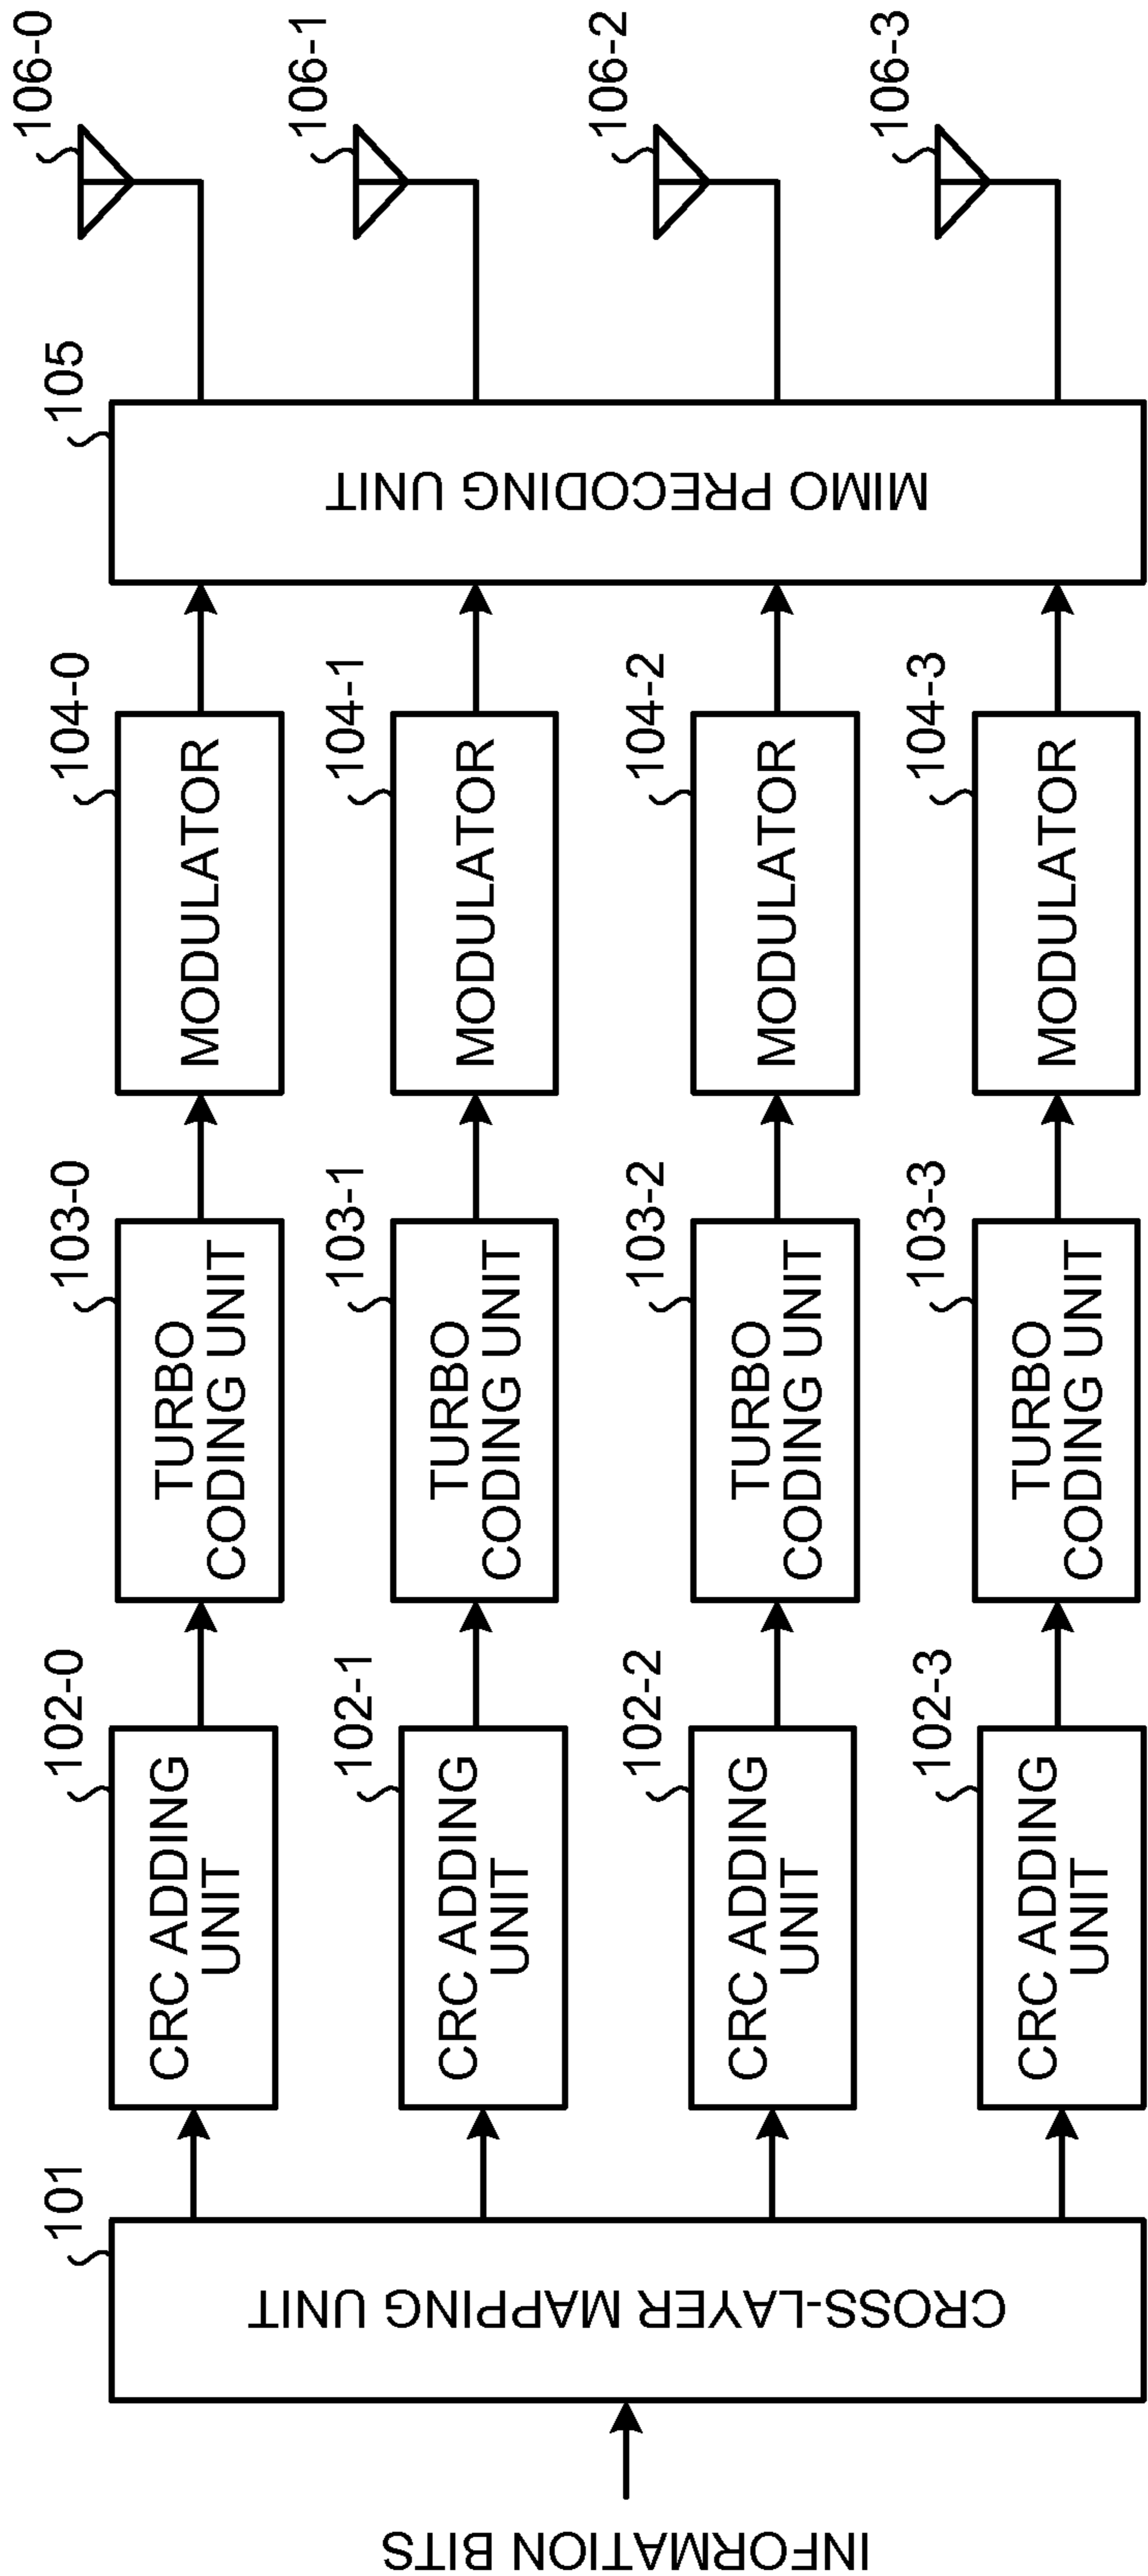 INFORMATION BITS
101
CROSS-LAYER MAPPING UNIT
102-0
CRC ADDING
UNIT
103-0
TURBO
CODING UNIT
104-0
MODULATOR
102-1
CRC ADDING
UNIT
103-1
TURBO
CODING UNIT
104-1
MODULATOR
102-2
CRC ADDING
UNIT
103-2
TURBO
CODING UNIT
104-2
MODULATOR
102-3
CRC ADDING
UNIT
103-3
TURBO
CODING UNIT
104-3
MODULATOR
105
MIMO PRECODING UNIT
106-0
106-1
106-2
106-3